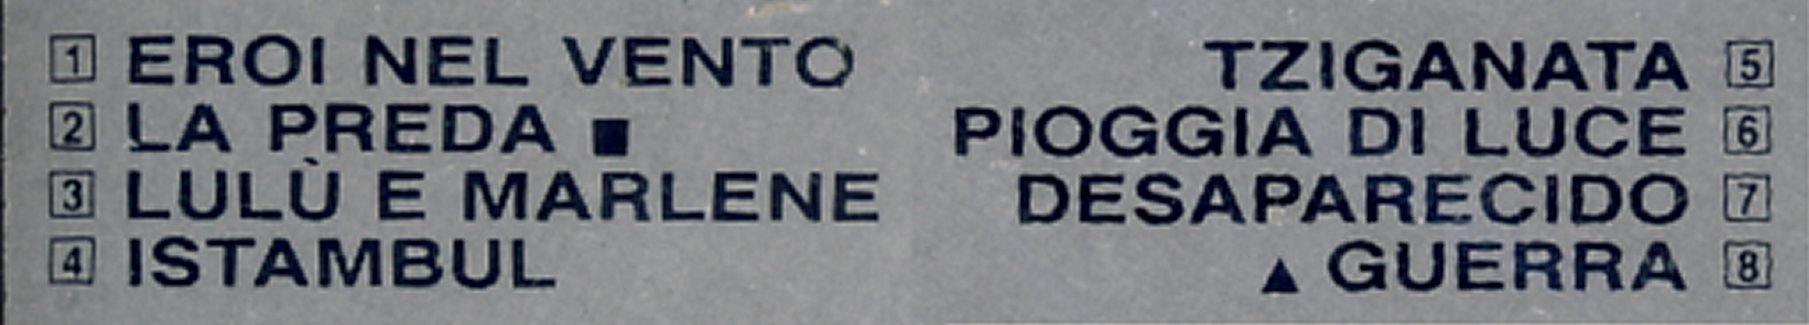 1 EROI NEL VENTO
2 LA PREDA ■
3 LULÙ E MARLENE
4 ISTAMBUL
TZIGANATA 5
PIOGGIA DI LUCE 6
DESAPARECIDO 7
▲ GUERRA 8